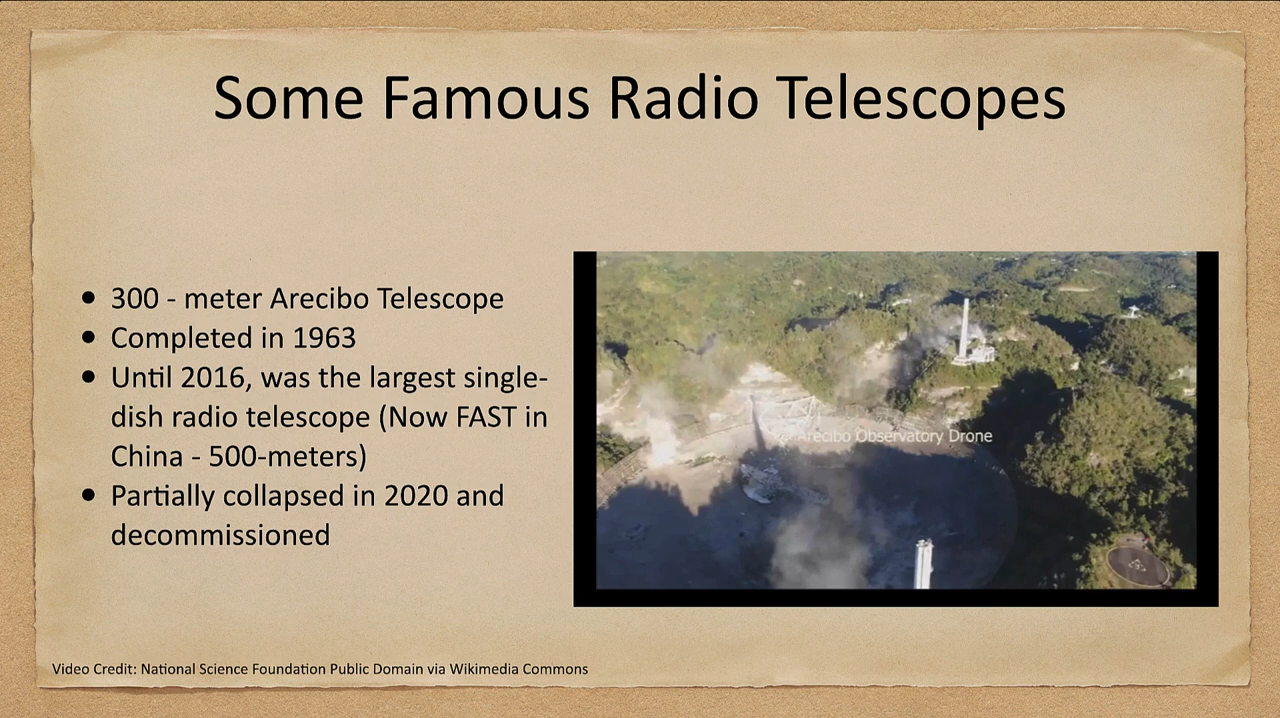 Some Famous Radio Telescopes
• 300 - meter Arecibo Telescope
• Completed in 1963
• Until 2016, was the largest single-
dish radio telescope (Now FAST in
China - 500-meters)
• Partially collapsed in 2020 and
decommissioned
Arecibo Observatory Drone
Video Credit: National Science Foundation Public Domain via Wikimedia Commons